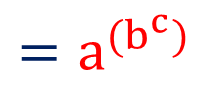 = a^(b^c)